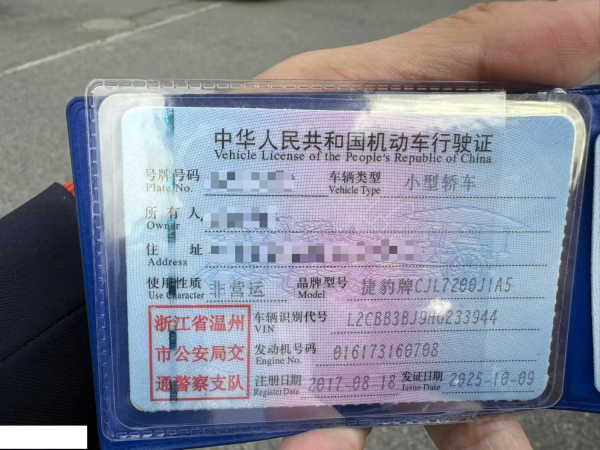 中华人民共和国机动车行驶证
Vehicle License of the People's Republic of China
号牌号码 车辆类型 小型轿车
Plate No. Vehicle Type
所有人
Owner
住址
Address
使用性质 非营运 品牌型号 捷豹牌CJL7200J1A5
Use Character Model
浙江省温州
市公安局交
通警察支队
车辆识别代号 L2CBB3BJ9HG233944
VIN
发动机号码 016173160708
Engine No.
注册日期 2017-08-18 发证日期 2025-10-09
Register Date Issue Date